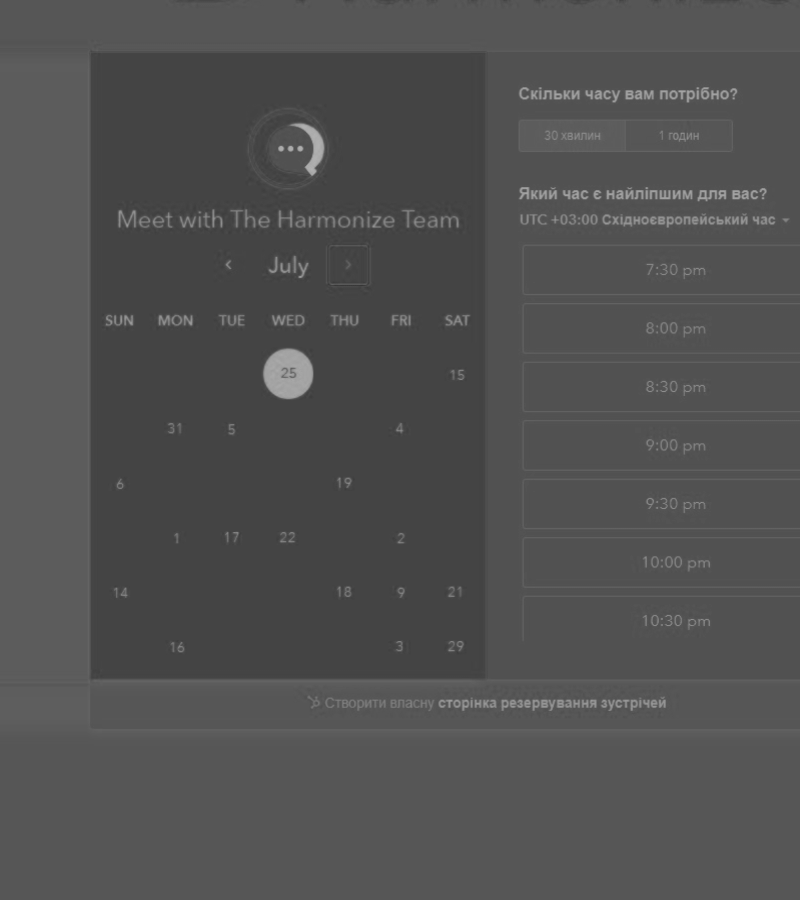 Meet with The Harmonize Team
‹ July ›
SUN MON TUE WED THU FRI SAT
25 15
31 5 4
6 19
1 17 22 2
14 18 9 21
16 3 29
Скільки часу вам потрібно?
30 хвилин 1 годин
Який час є найліпшим для вас?
UTC +03:00 Східноєвропейський час
7:30 pm
8:00 pm
8:30 pm
9:00 pm
9:30 pm
10:00 pm
10:30 pm
Створити власну сторінка резервування зустрічей